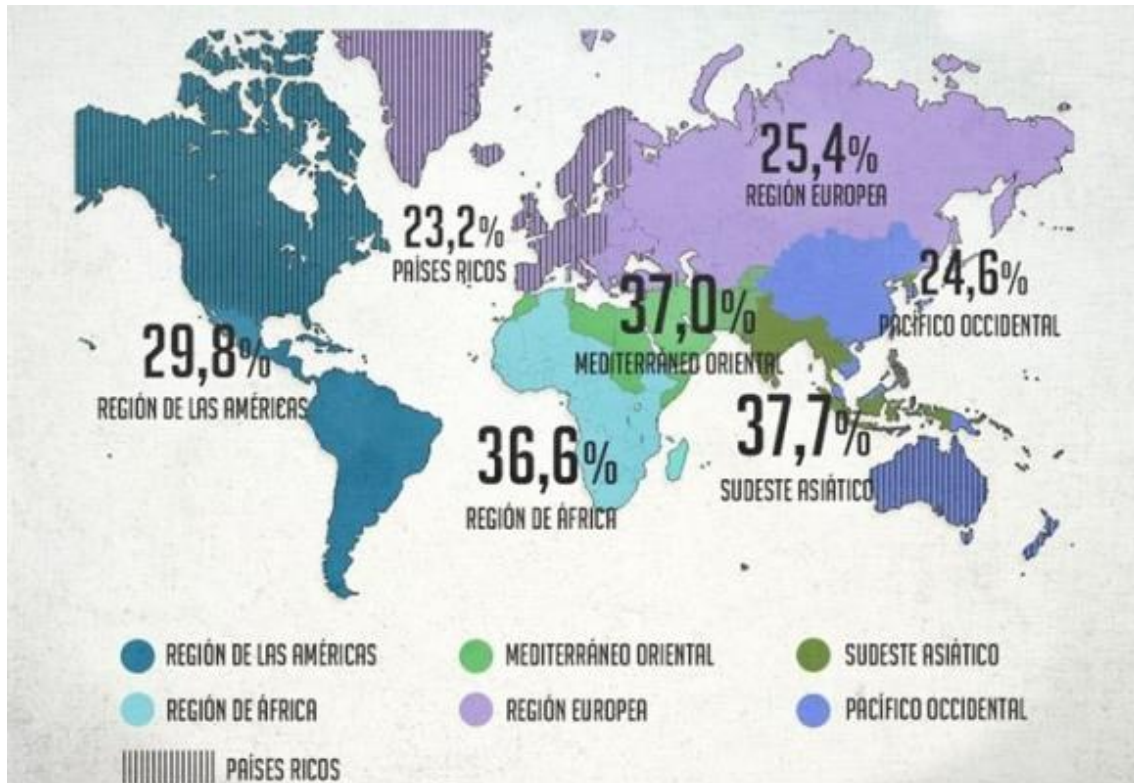 25,4%
REGIÓN EUROPEA
23,2%
PAÍSES RICOS
24,6%
PACÍFICO OCCIDENTAL
37,0%
MEDITERRÁNEO ORIENTAL
29,8%
REGIÓN DE LAS AMÉRICAS
37,7%
SUDESTE ASIÁTICO
36,6%
REGIÓN DE ÁFRICA
REGIÓN DE LAS AMÉRICAS
MEDITERRÁNEO ORIENTAL
SUDESTE ASIÁTICO
REGIÓN DE ÁFRICA
REGIÓN EUROPEA
PACÍFICO OCCIDENTAL
PAÍSES RICOS